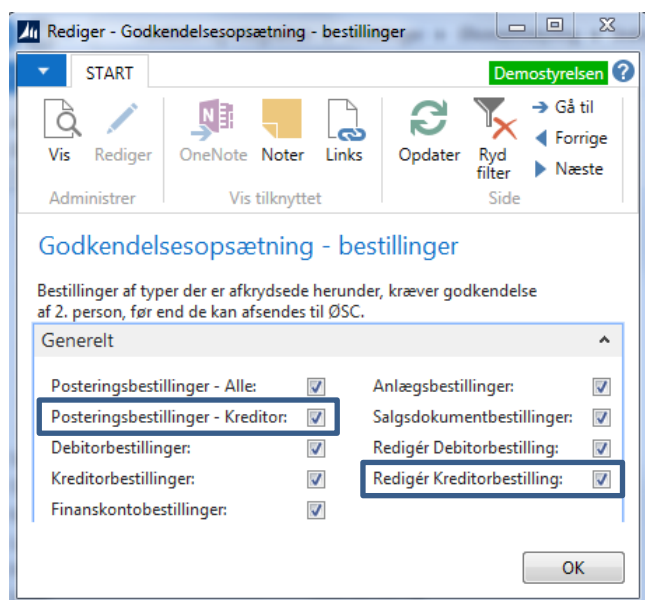 Rediger - Godkendelsesopsætning - bestillinger
START
Demostyrelsen
Vis
Rediger
OneNote
Noter
Links
Opdater
Ryd filter
Gå til
Forrige
Næste
Administrer
Vis tilknyttet
Side
Godkendelsesopsætning - bestillinger
Bestillinger af typer der er afkrydsede herunder, kræver godkendelse
af 2. person, før end de kan afsendes til ØSC.
Generelt
Posteringsbestillinger - Alle:
Posteringsbestillinger - Kreditor:
Debitorbestillinger:
Kreditorbestillinger:
Finanskontobestillinger:
Anlægsbestillinger:
Salgsdokumentbestillinger:
Redigér Debitorbestilling:
Redigér Kreditorbestilling:
OK